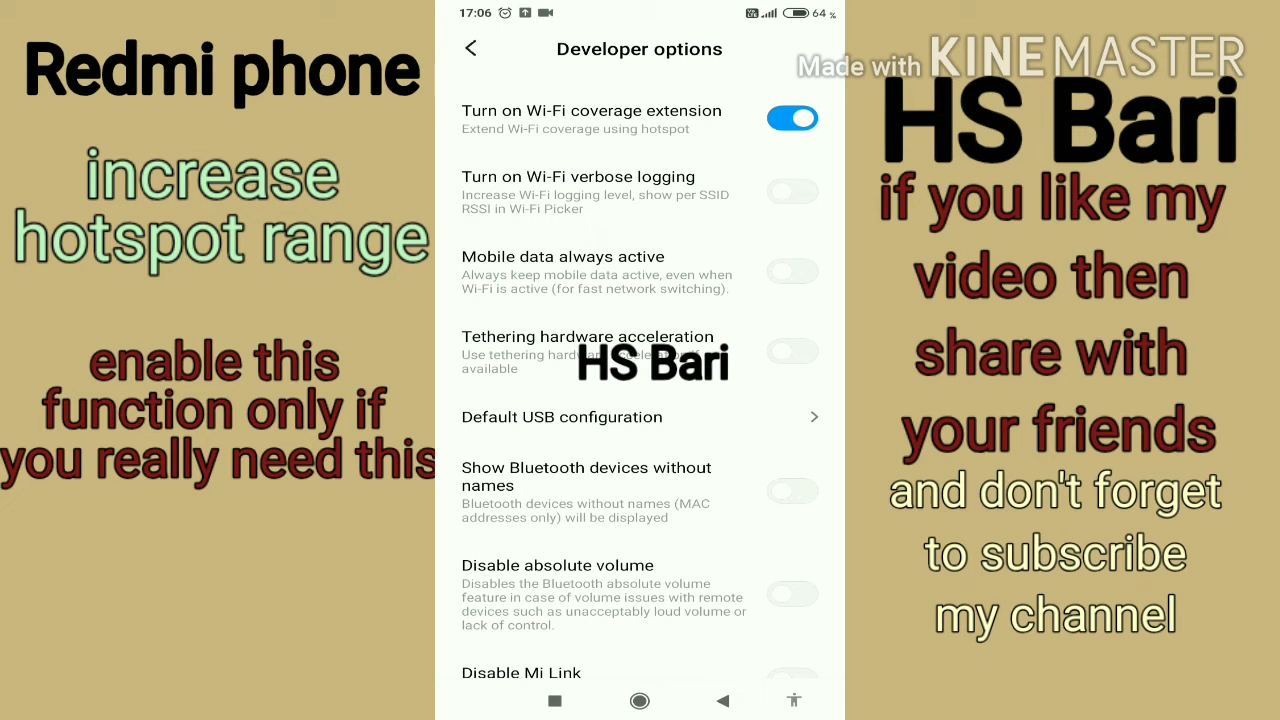 Redmi phone
increase
hotspot range
enable this
function only if
you really need this
17:06
64 %
Developer options
Turn on Wi-Fi coverage extension
Extend Wi-Fi coverage using hotspot
Turn on Wi-Fi verbose logging
Increase Wi-Fi logging level, show per SSID
RSSI in Wi-Fi Picker
Mobile data always active
Always keep mobile data active, even when
Wi-Fi is active (for fast network switching).
Tethering hardware acceleration
Use tethering
available
HS Bari
Default USB configuration
Show Bluetooth devices without
names
Bluetooth devices without names (MAC
addresses only) will be displayed
Disable absolute volume
Disables the Bluetooth absolute volume
feature in case of volume issues with remote
devices such as unacceptably loud volume or
lack of control.
Disable Mi Link
Made with KINEMASTER
HS Bari
if you like my
video then
share with
your friends
and don't forget
to subscribe
my channel